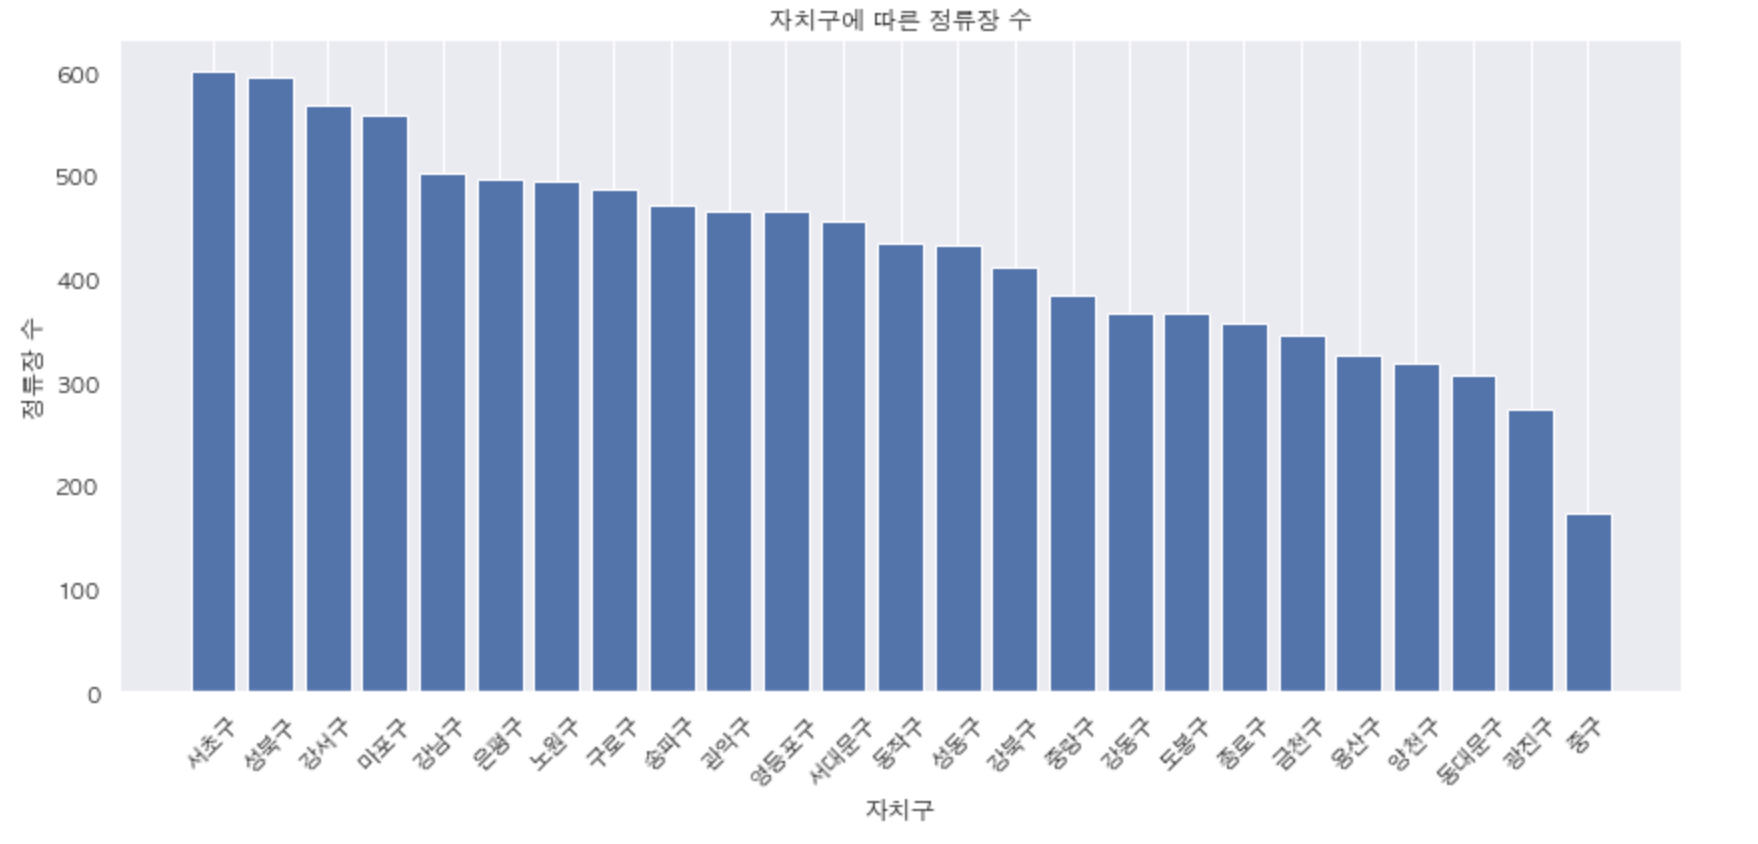 자치구에 따른 정류장 수
정류장 수
600
500
400
300
200
100
0
서초구
성북구
강서구
마포구
강남구
은평구
노원구
구로구
송파구
관악구
영등포구
서대문구
동작구
성동구
강북구
중랑구
강동구
도봉구
종로구
금천구
용산구
양천구
동대문구
광진구
중구
자치구